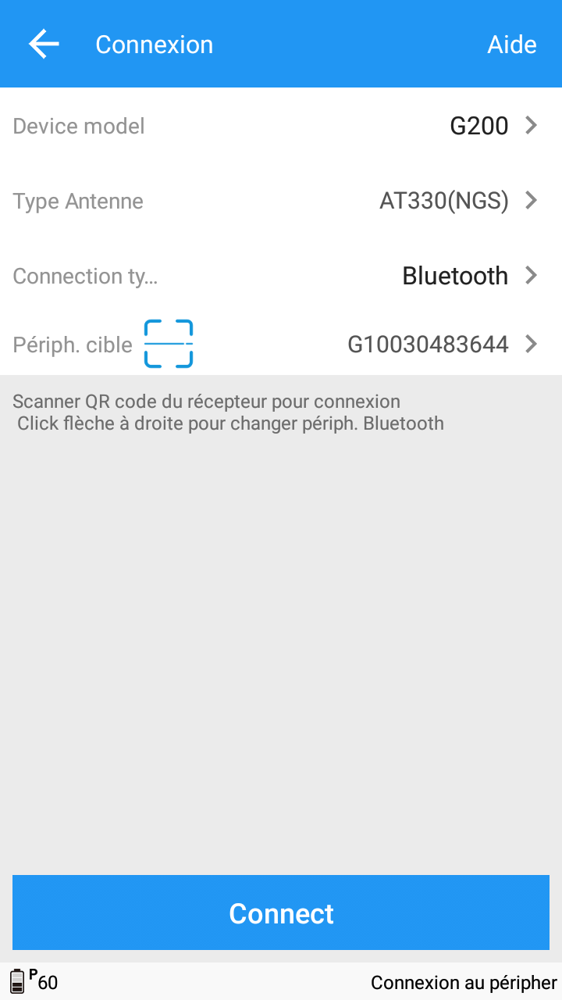 Connexion
Aide
Device model
G200
Type Antenne
AT330(NGS)
Connection ty...
Bluetooth
Périph. cible
G10030483644
Scanner QR code du récepteur pour connexion
Click flèche à droite pour changer périph. Bluetooth
Connect
P60
Connexion au péripher